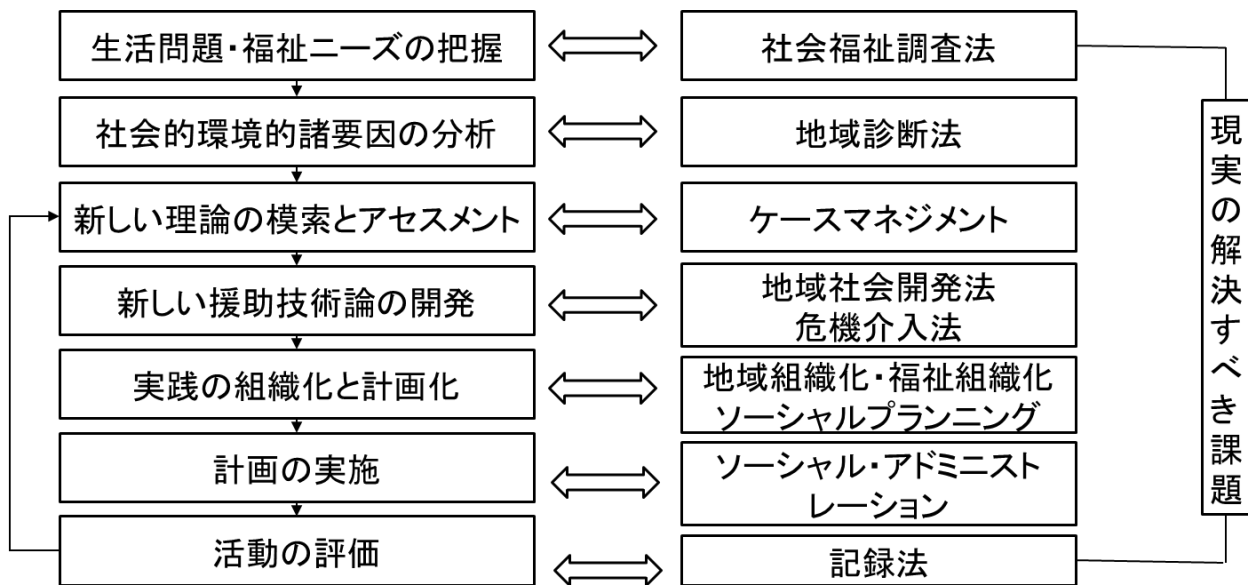 生活問題・福祉ニーズの把握
社会福祉調査法
社会的環境的諸要因の分析
地域診断法
新しい理論の模索とアセスメント
ケースマネジメント
新しい援助技術論の開発
地域社会開発法
危機介入法
実践の組織化と計画化
地域組織化・福祉組織化
ソーシャルプランニング
計画の実施
ソーシャル・アドミニスト
レーション
活動の評価
記録法
現実の解決すべき課題